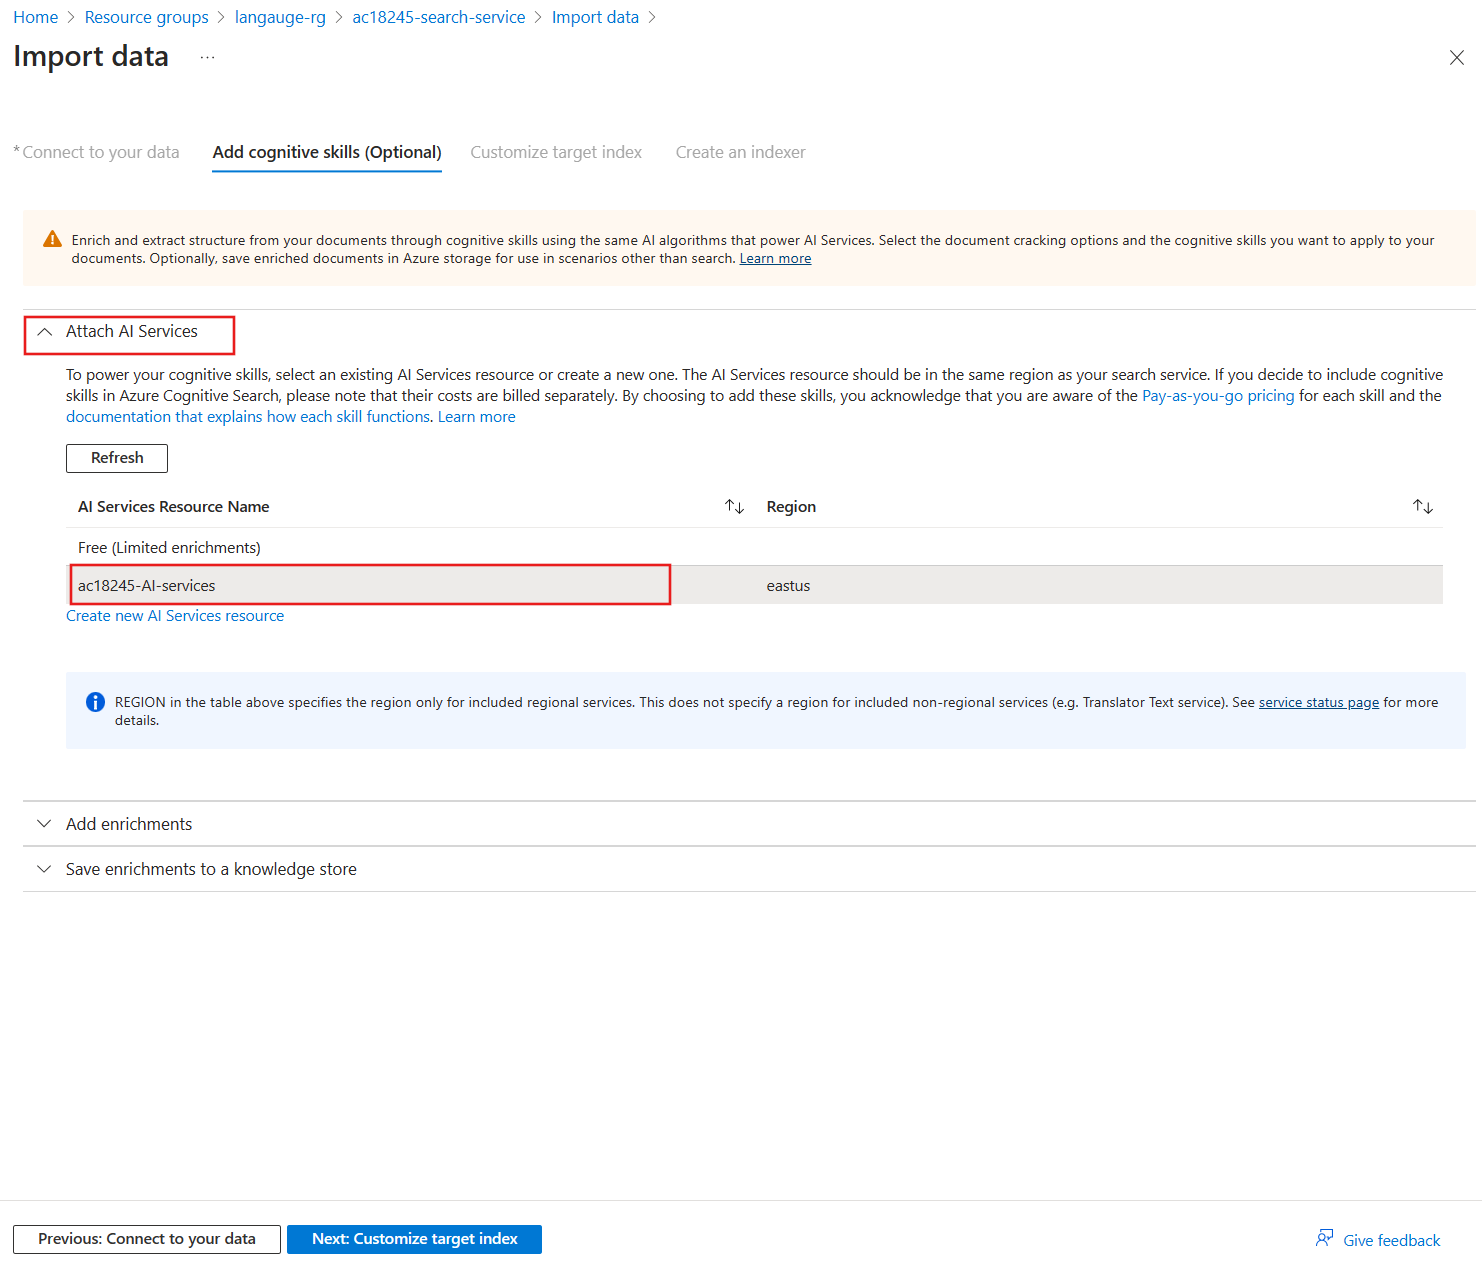 Home > Resource groups > langauge-rg > ac18245-search-service > Import data >
Import data ...
*Connect to your data Add cognitive skills (Optional) Customize target index Create an indexer
Enrich and extract structure from your documents through cognitive skills using the same AI algorithms that power AI Services. Select the document cracking options and the cognitive skills you want to apply to your
documents. Optionally, save enriched documents in Azure storage for use in scenarios other than search. Learn more
Attach AI Services
To power your cognitive skills, select an existing AI Services resource or create a new one. The AI Services resource should be in the same region as your search service. If you decide to include cognitive
skills in Azure Cognitive Search, please note that their costs are billed separately. By choosing to add these skills, you acknowledge that you are aware of the Pay-as-you-go pricing for each skill and the
documentation that explains how each skill functions. Learn more
Refresh
AI Services Resource Name Region
Free (Limited enrichments)
ac18245-AI-services eastus
Create new AI Services resource
REGION in the table above specifies the region only for included regional services. This does not specify a region for included non-regional services (e.g. Translator Text service). See service status page for more
details.
Add enrichments
Save enrichments to a knowledge store
Previous: Connect to your data Next: Customize target index Give feedback